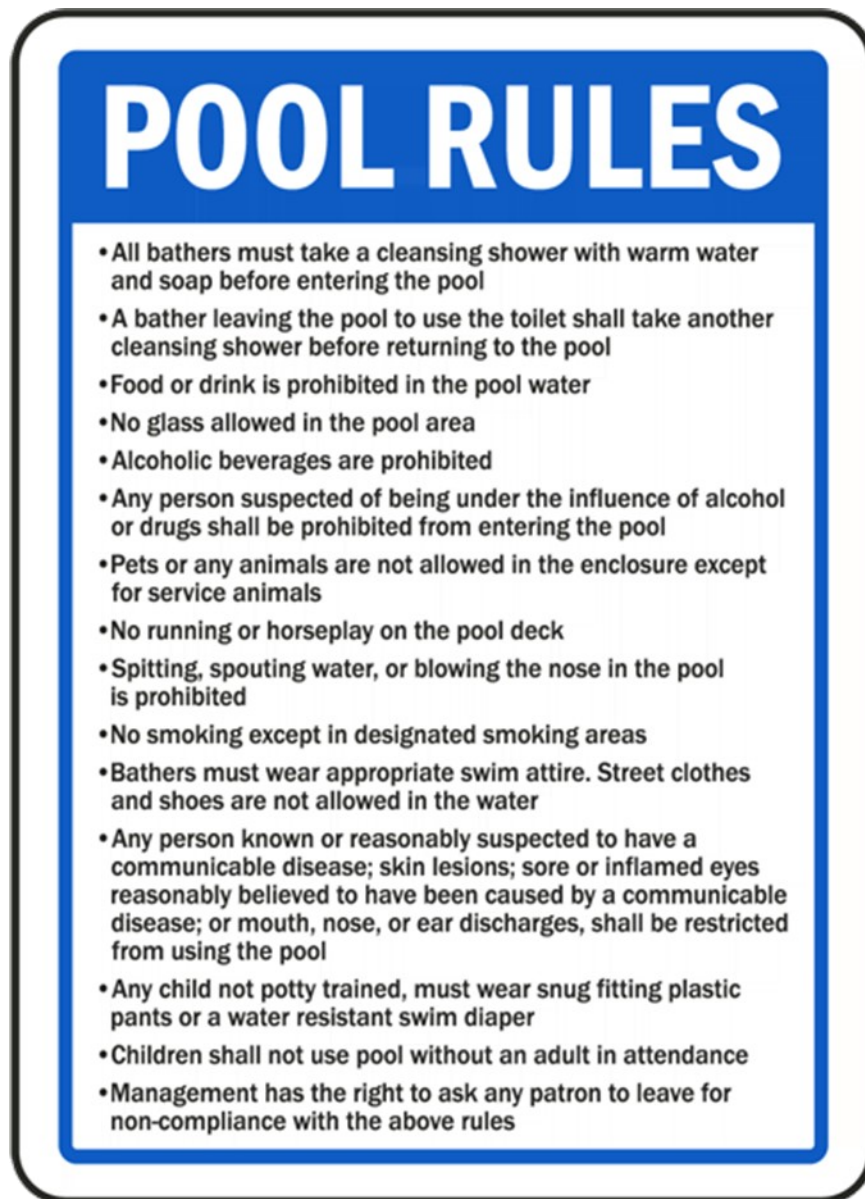 POOL RULES
•All bathers must take a cleansing shower with warm water
and soap before entering the pool
•A bather leaving the pool to use the toilet shall take another
cleansing shower before returning to the pool
•Food or drink is prohibited in the pool water
•No glass allowed in the pool area
•Alcoholic beverages are prohibited
•Any person suspected of being under the influence of alcohol
or drugs shall be prohibited from entering the pool
•Pets or any animals are not allowed in the enclosure except
for service animals
•No running or horseplay on the pool deck
•Spitting, spouting water, or blowing the nose in the pool
is prohibited
•No smoking except in designated smoking areas
•Bathers must wear appropriate swim attire. Street clothes
and shoes are not allowed in the water
•Any person known or reasonably suspected to have a
communicable disease; skin lesions; sore or inflamed eyes
reasonably believed to have been caused by a communicable
disease; or mouth, nose, or ear discharges, shall be restricted
from using the pool
•Any child not potty trained, must wear snug fitting plastic
pants or a water resistant swim diaper
•Children shall not use pool without an adult in attendance
•Management has the right to ask any patron to leave for
non-compliance with the above rules